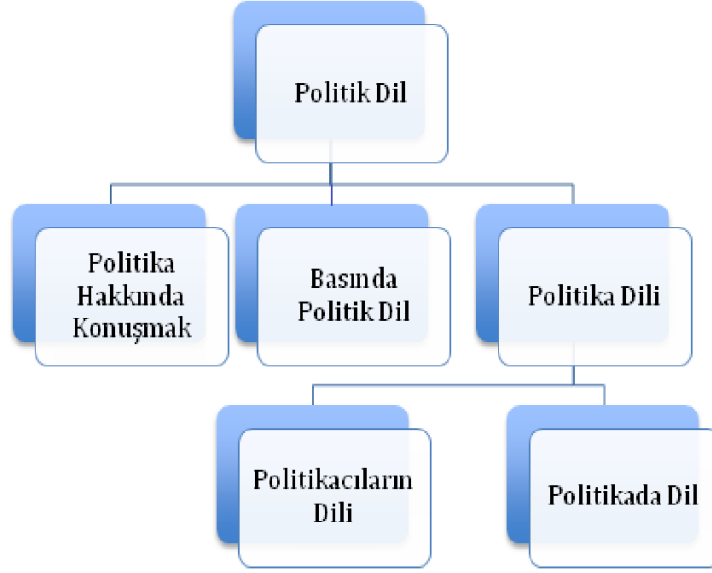 Politik Dil
Politika
Hakkında
Konuşmak
Basında
Politik Dil
Politika Dili
Politikacıların
Dili
Politikada Dil